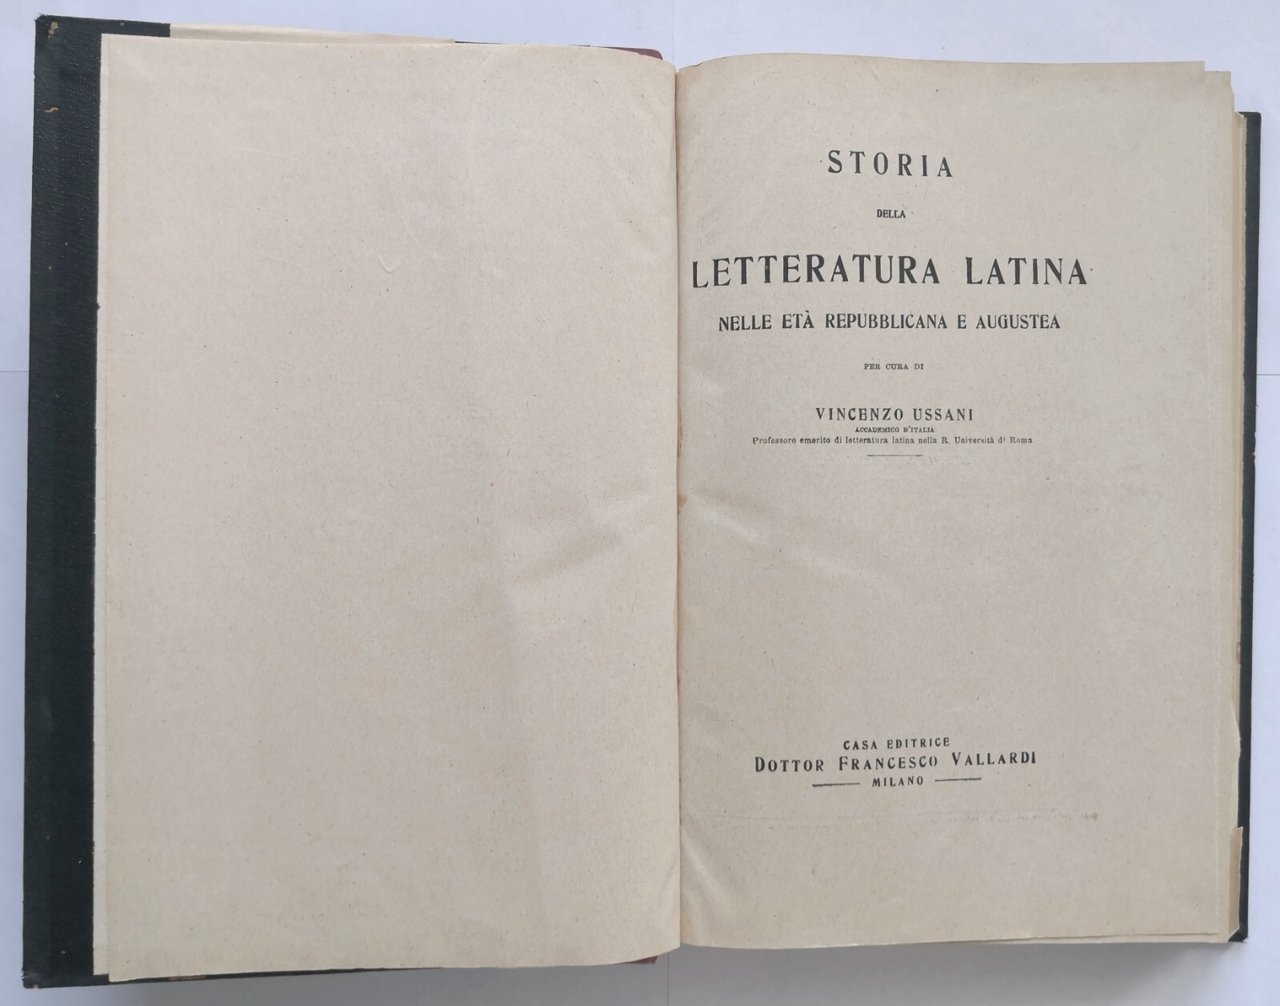 STORIA
DELLA
LETTERATURA LATINA
NELLE ETÀ REPUBBLICANA E AUGUSTEA
PER CURA DI
VINCENZO USSANI
ACCADEMICO D'ITALIA
Professore emerito di letteratura latina nella R. Università di Roma
CASA EDITRICE
DOTTOR FRANCESCO VALLARDI
MILANO